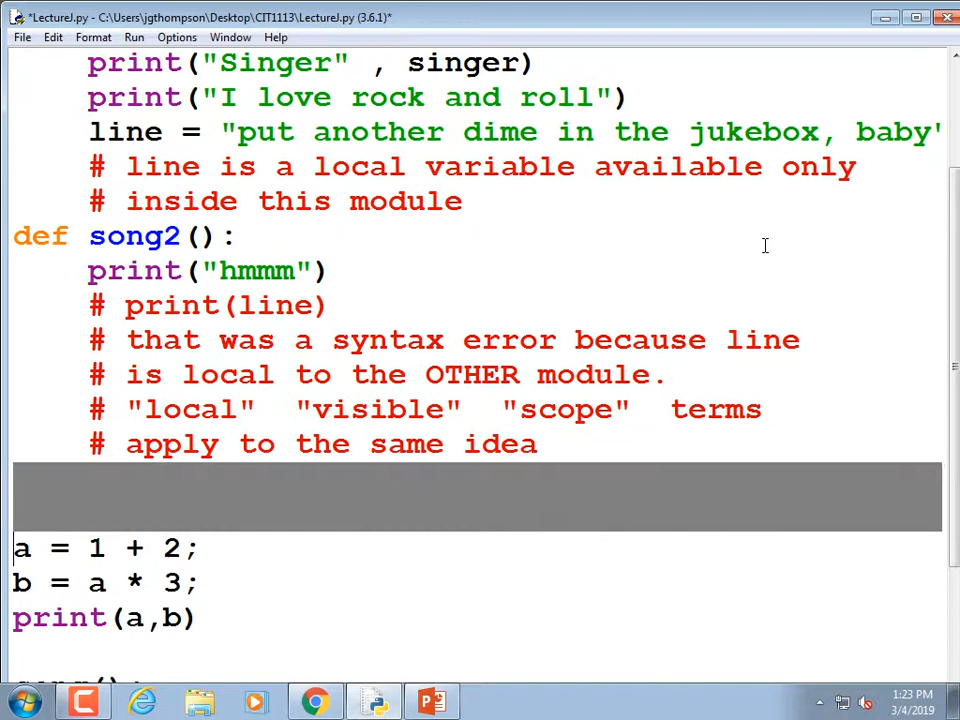 *LectureJ.py - C:\Users\jgthompson\Desktop\CIT1113\LectureJ.py (3.6.1)*
File Edit Format Run Options Window Help
print("Singer" , singer)
print("I love rock and roll")
line = "put another dime in the jukebox, baby"
# line is a local variable available only
# inside this module
def song2():
print("hmmm")
# print(line)
# that was a syntax error because line
# is local to the OTHER module.
# "local" "visible" "scope" terms
# apply to the same idea
a = 1 + 2;
b = a * 3;
print(a,b)
1:23 PM
3/4/2019